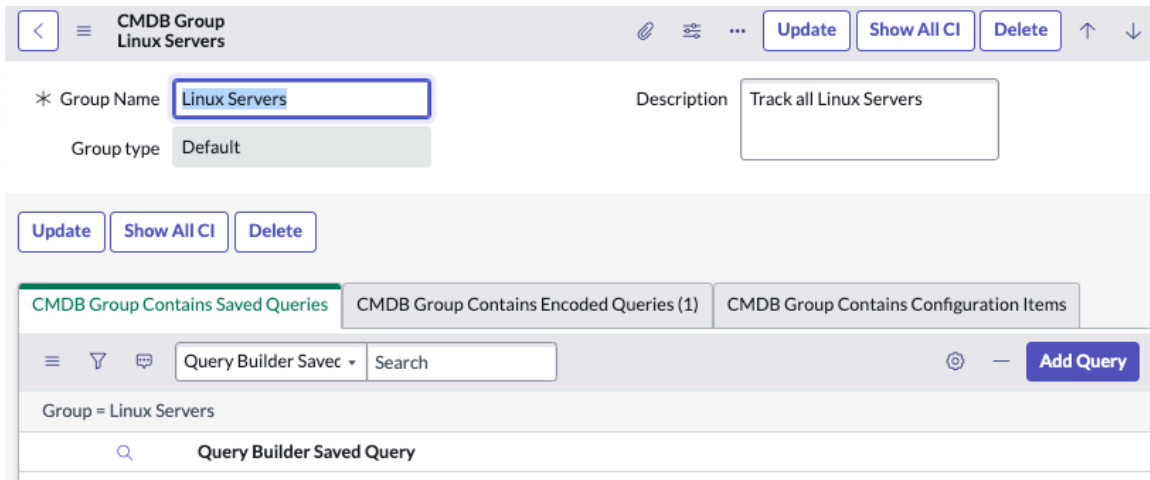 CMDB Group
Linux Servers
Update
Show All CI
Delete
Group Name Linux Servers
Description Track all Linux Servers
Group type Default
Update Show All CI Delete
CMDB Group Contains Saved Queries CMDB Group Contains Encoded Queries (1) CMDB Group Contains Configuration Items
Query Builder Savec Search Add Query
Group = Linux Servers
Query Builder Saved Query